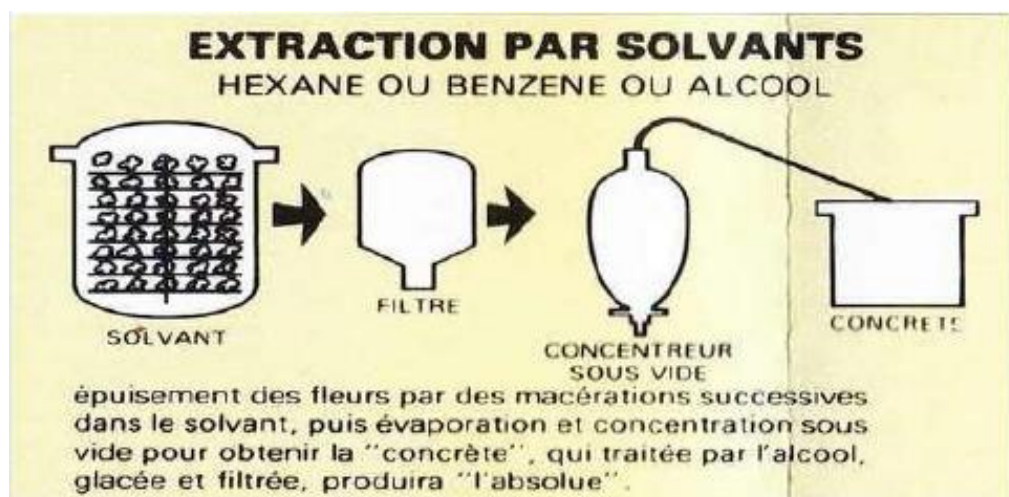 EXTRACTION PAR SOLVANTS
HEXANE OU BENZENE OU ALCOOL
SOLVANT
FILTRE
CONCENTREUR
SOUS VIDE
CONCRETE
épuisement des fleurs par des macérations successives
dans le solvant, puis évaporation et concentration sous
vide pour obtenir la "concrète", qui traitée par l'alcool,
glacée et filtrée, produira "l'absolue".